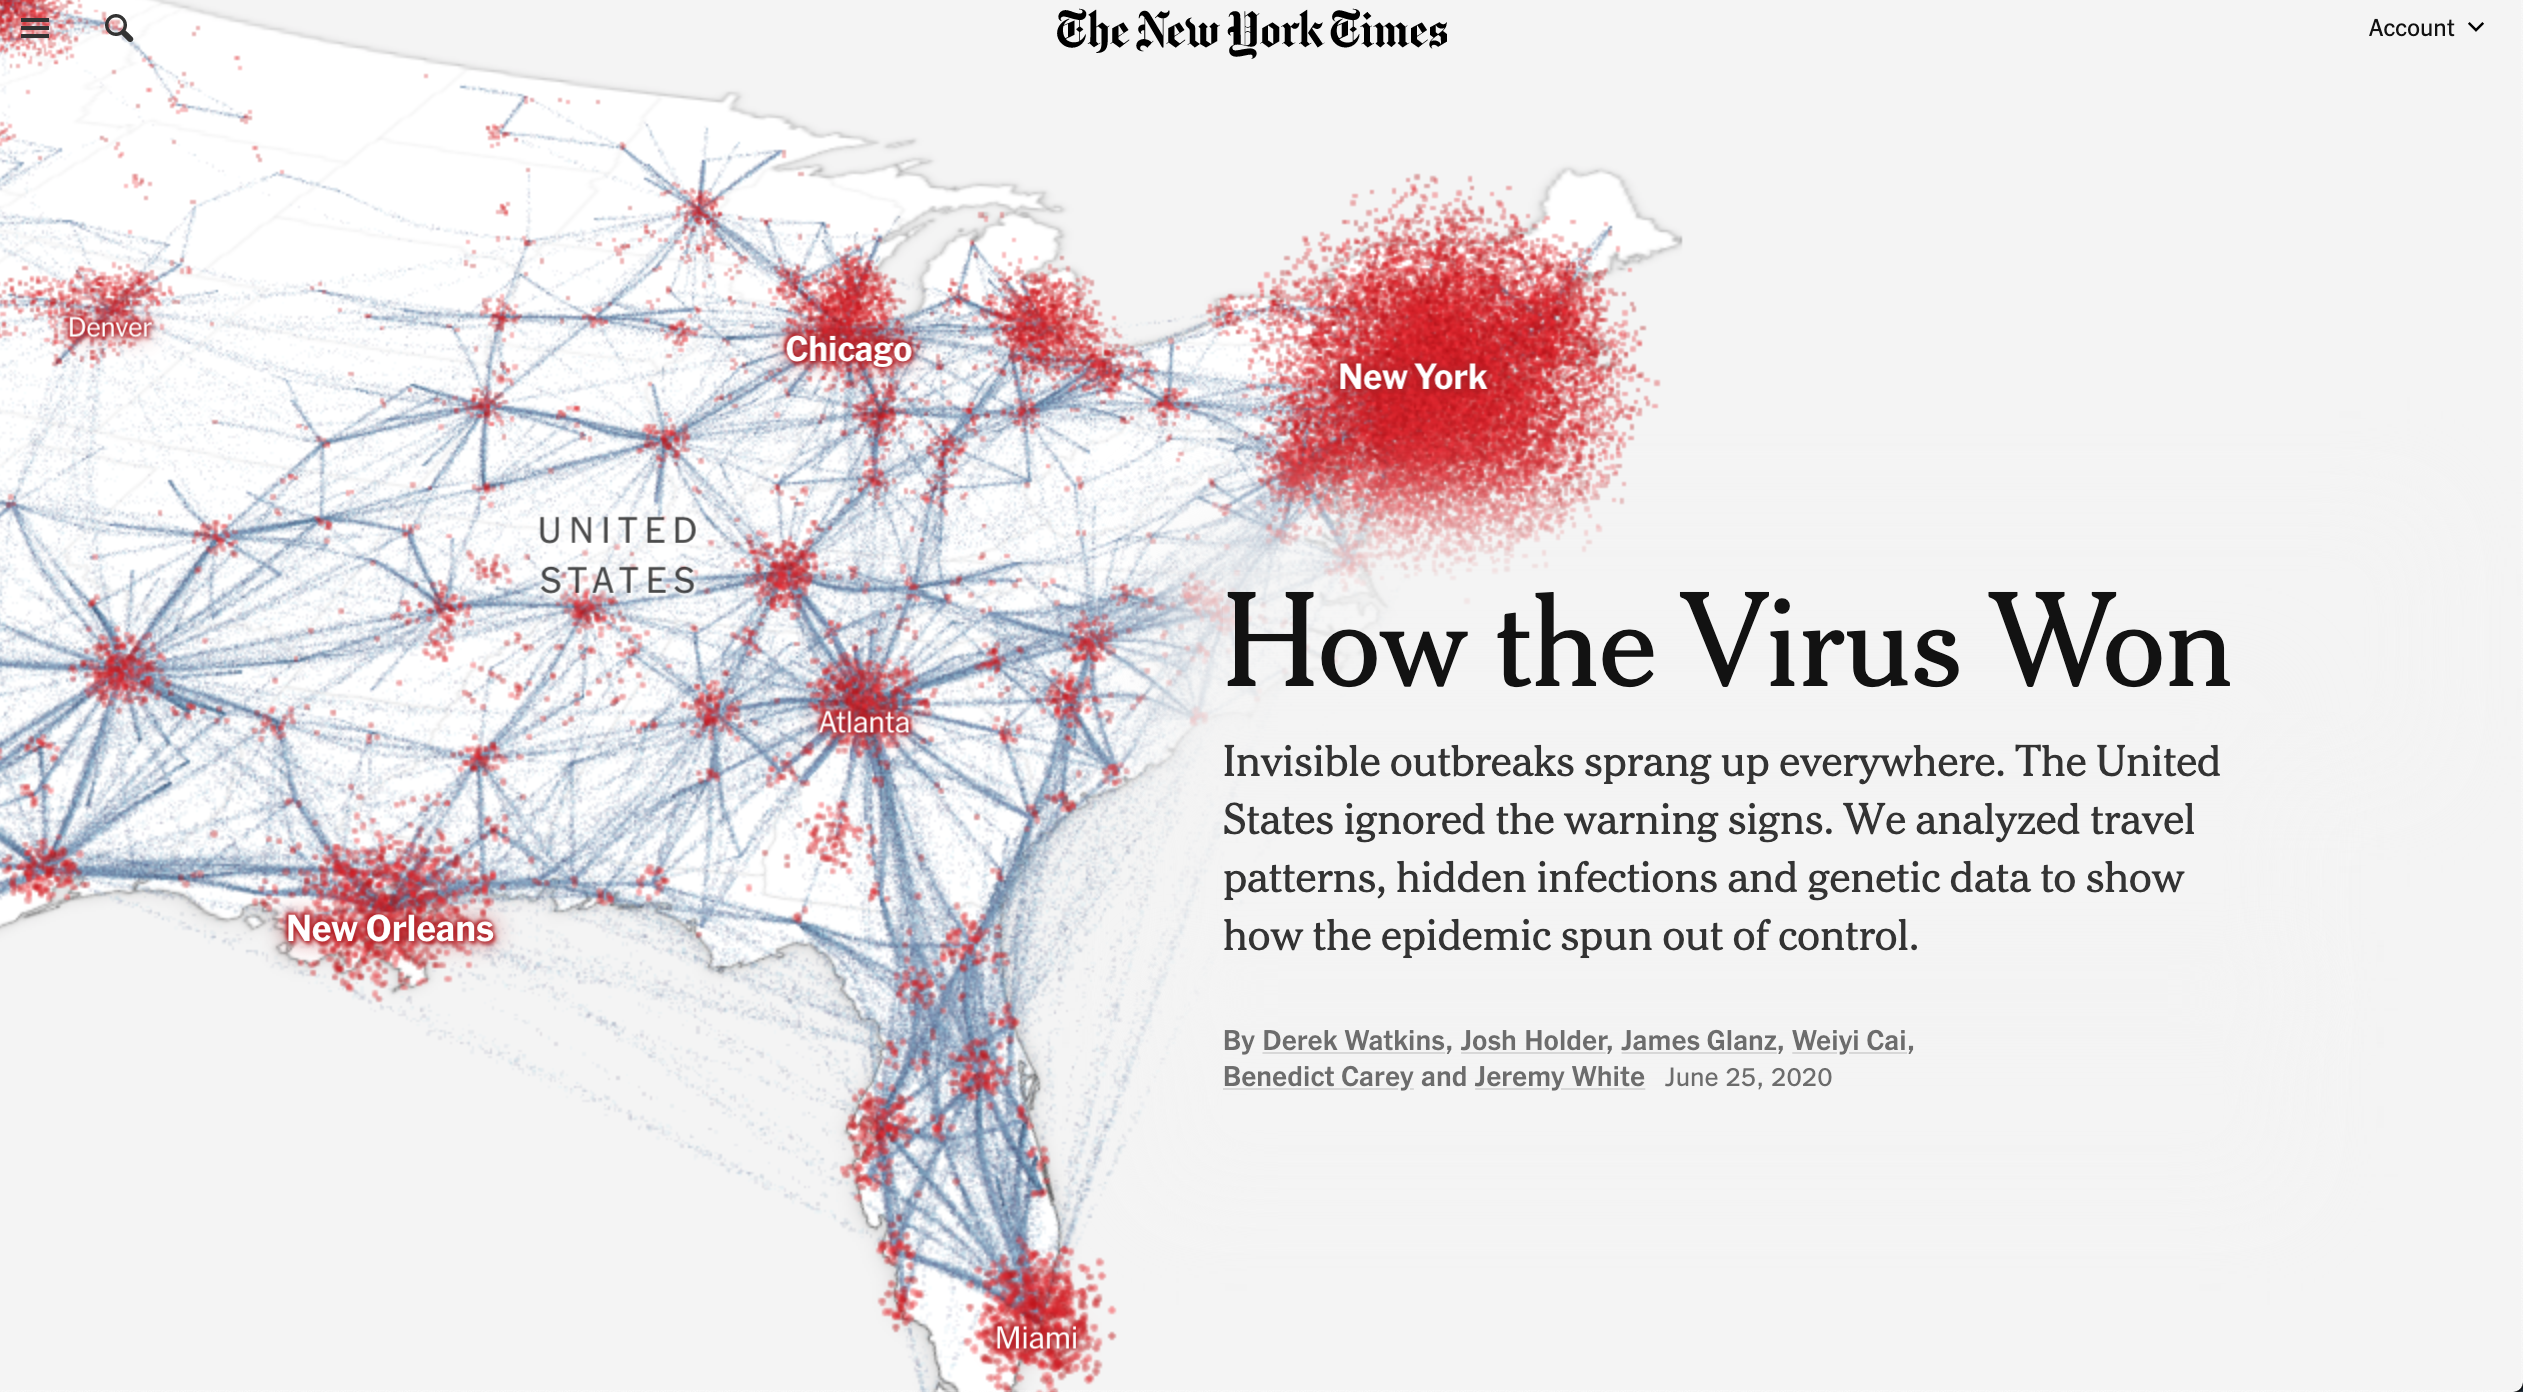 The New York Times
Account
Denver
Chicago
New York
UNITED
STATES
Atlanta
New Orleans
Miami
How the Virus Won
Invisible outbreaks sprang up everywhere. The United
States ignored the warning signs. We analyzed travel
patterns, hidden infections and genetic data to show
how the epidemic spun out of control.
By Derek Watkins, Josh Holder, James Glanz, Weiyi Cai,
Benedict Carey and Jeremy White June 25, 2020